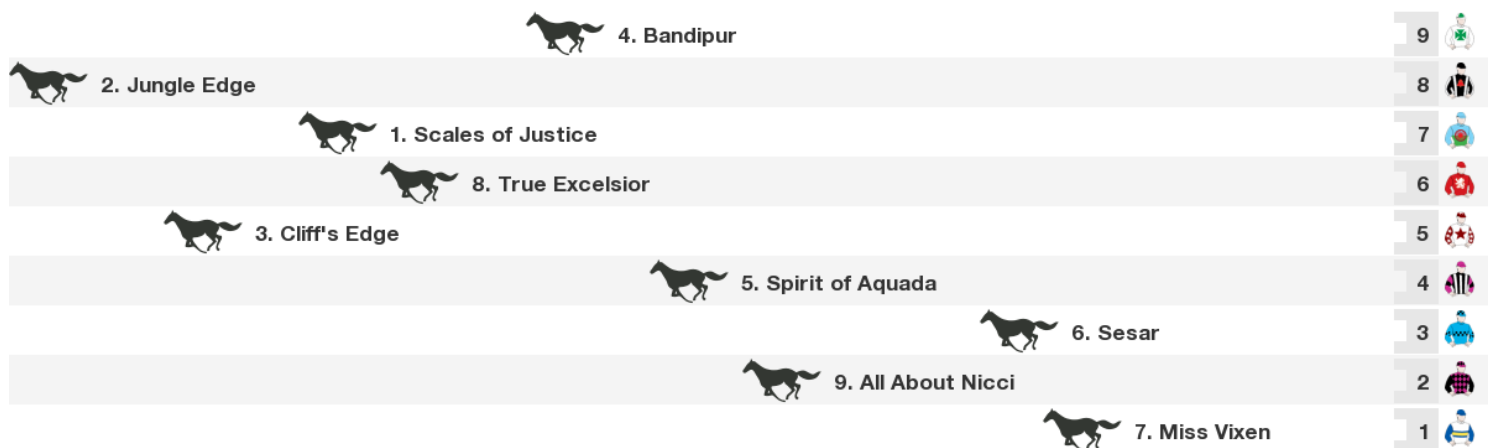 4. Bandipur 9
2. Jungle Edge 8
1. Scales of Justice 7
8. True Excelsior 6
3. Cliff's Edge 5
5. Spirit of Aquada 4
6. Sesar 3
9. All About Nicci 2
7. Miss Vixen 1